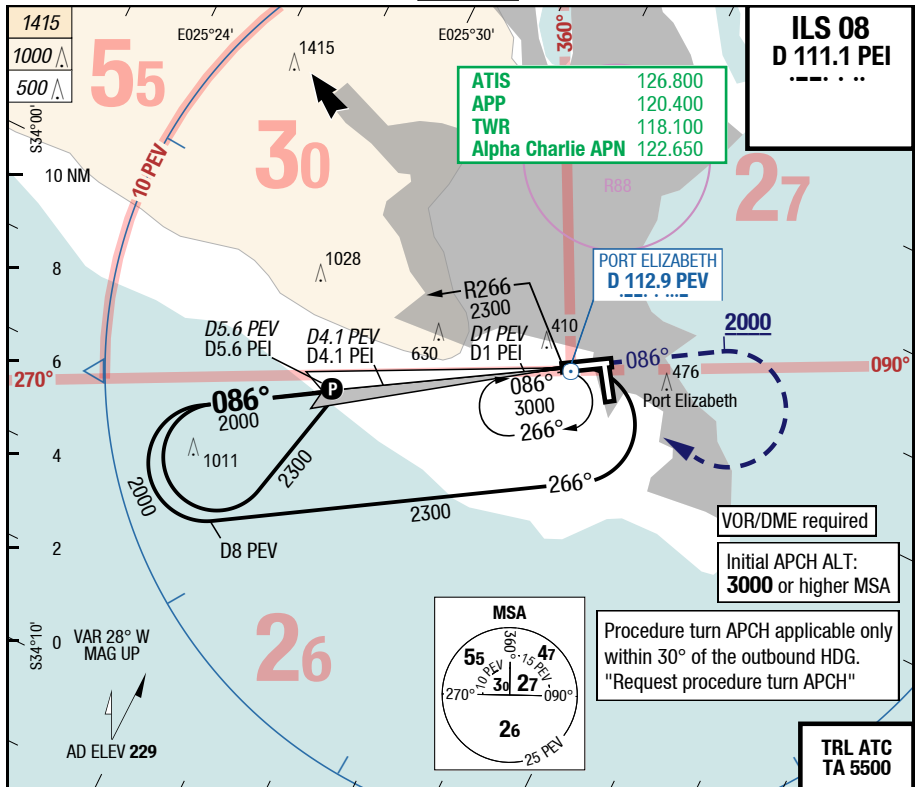 1415
1000
500
E025°24'
E025°30'
360°
ILS 08
D 111.1 PEI
55
1415
ATIS 126.800
APP 120.400
TWR 118.100
Alpha Charlie APN 122.650
S34°00'
10 NM
10 PEV
30
R88
27
PORT ELIZABETH
D 112.9 PEV
8
1028
R266
2300
D5.6 PEV
D5.6 PEI
D4.1 PEV
D4.1 PEI
D1 PEV
D1 PEI
410
630
2000
6
086°
270°
090°
476
Port Elizabeth
P
086°
2000
086°
3000
266°
4
1011
2300
2000
266°
2300
D8 PEV
2
VOR/DME required
Initial APCH ALT:
3000 or higher MSA
S34°10'
0
VAR 28° W
MAG UP
26
Procedure turn APCH applicable only
within 30° of the outbound HDG.
"Request procedure turn APCH"
MSA
360°
55
47
10 PEV
15 PEV
30
27
270°
090°
26
25 PEV
AD ELEV 229
TRL ATC
TA 5500